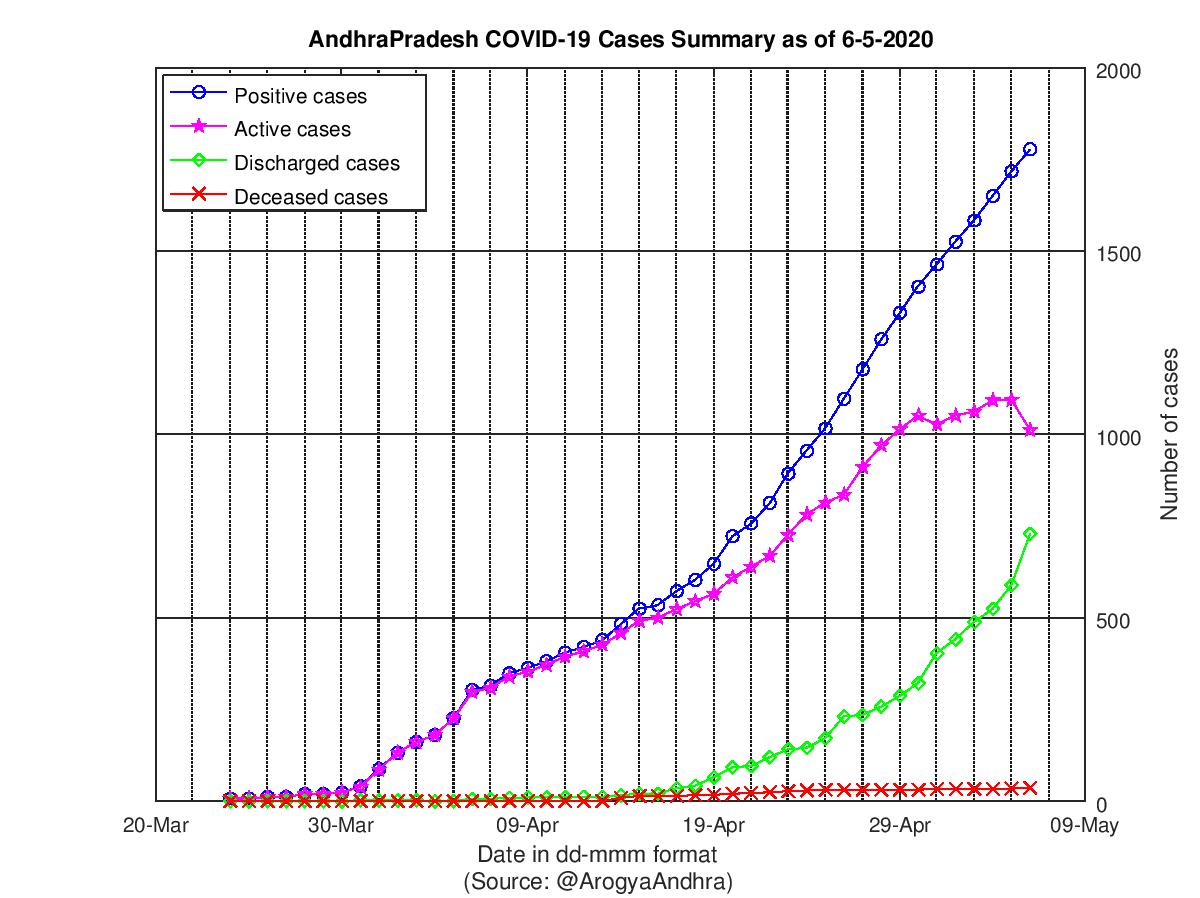 AndhraPradesh COVID-19 Cases Summary as of 6-5-2020
Positive cases
Active cases
Discharged cases
Deceased cases
2000
1500
1000
500
0
Number of cases
20-Mar 30-Mar 09-Apr 19-Apr 29-Apr 09-May
Date in dd-mmm format
(Source: @ArogyaAndhra)